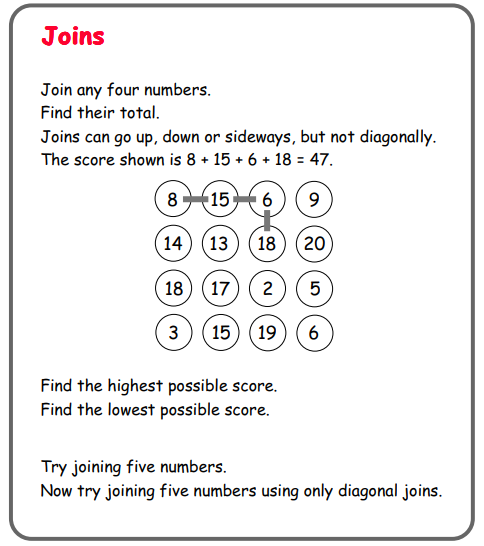 Joins
Join any four numbers.
Find their total.
Joins can go up, down or sideways, but not diagonally.
The score shown is 8 + 15 + 6 + 18 = 47.
8 15 6 9
14 13 18 20
18 17 2 5
3 15 19 6
Find the highest possible score.
Find the lowest possible score.
Try joining five numbers.
Now try joining five numbers using only diagonal joins.